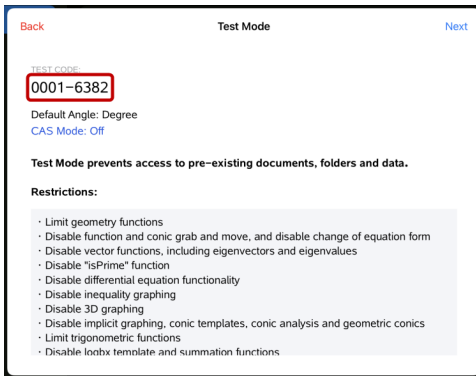 Back Test Mode Next
TEST CODE:
0001-6382
Default Angle: Degree
CAS Mode: Off
Test Mode prevents access to pre-existing documents, folders and data.
Restrictions:
· Limit geometry functions
· Disable function and conic grab and move, and disable change of equation form
· Disable vector functions, including eigenvectors and eigenvalues
· Disable "isPrime" function
· Disable differential equation functionality
· Disable inequality graphing
· Disable 3D graphing
· Disable implicit graphing, conic templates, conic analysis and geometric conics
· Limit trigonometric functions
· Disable logbx template and summation functions